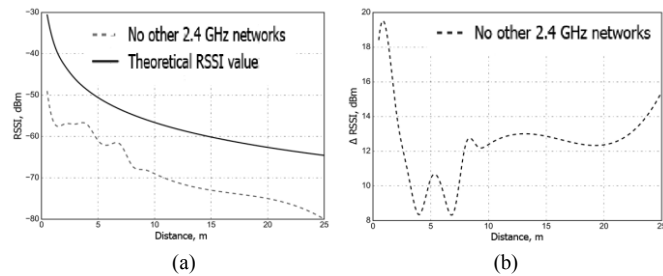 −30
−40
−50
−60
−70
−80
RSSI, dBm
No other 2.4 GHz networks
Theoretical RSSI value
0 5 10 15 20 25
Distance, m
(a)
20
18
16
14
12
10
8
Δ RSSI, dBm
No other 2.4 GHz networks
0 5 10 15 20 25
Distance, m
(b)